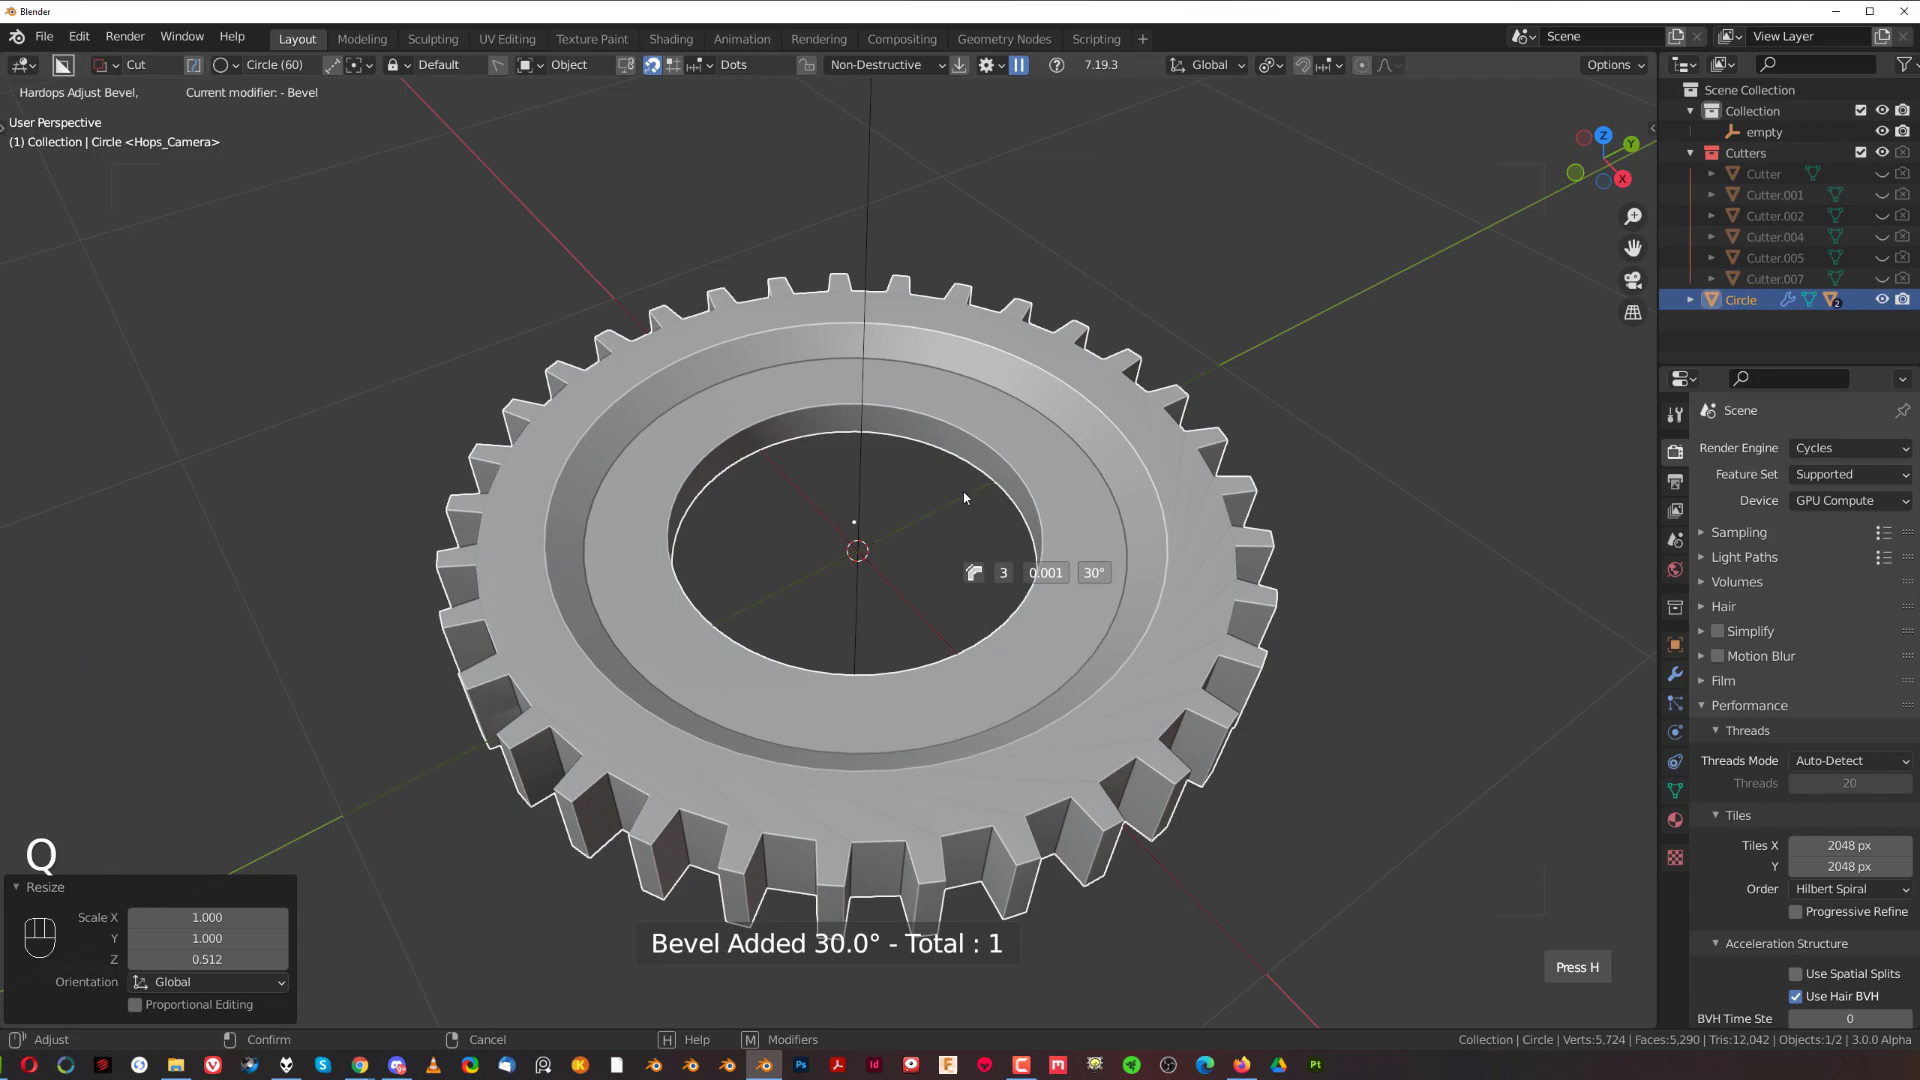 Blender
File Edit Render Window Help Layout Modeling Sculpting UV Editing Texture Paint Shading Animation Rendering Compositing Geometry Nodes Scripting + Scene View Layer
Cut Circle (60) Default Object Dots Non-Destructive 7.19.3 Global Options
Hardops Adjust Bevel, Current modifier: - Bevel
User Perspective
(1) Collection | Circle <Hops_Camera>
Z
Y
X
3 0.001 30°
Q
Bevel Added 30.0° - Total : 1
Press H
Resize
Scale X 1.000
Y 1.000
Z 0.512
Orientation Global
Proportional Editing
Scene Collection
Collection
empty
Cutters
Cutter
Cutter.001
Cutter.002
Cutter.004
Cutter.005
Cutter.007
Circle 2
Scene
Render Engine Cycles
Feature Set Supported
Device GPU Compute
Sampling
Light Paths
Volumes
Hair
Simplify
Motion Blur
Film
Performance
Threads
Threads Mode Auto-Detect
Threads 20
Tiles
Tiles X 2048 px
Y 2048 px
Order Hilbert Spiral
Progressive Refine
Acceleration Structure
Use Spatial Splits
Use Hair BVH
BVH Time Ste 0
Adjust Confirm Cancel H Help M Modifiers Collection | Circle | Verts:5,724 | Faces:5,290 | Tris:12,042 | Objects:1/2 | 3.0.0 Alpha
Ps Id F Pt